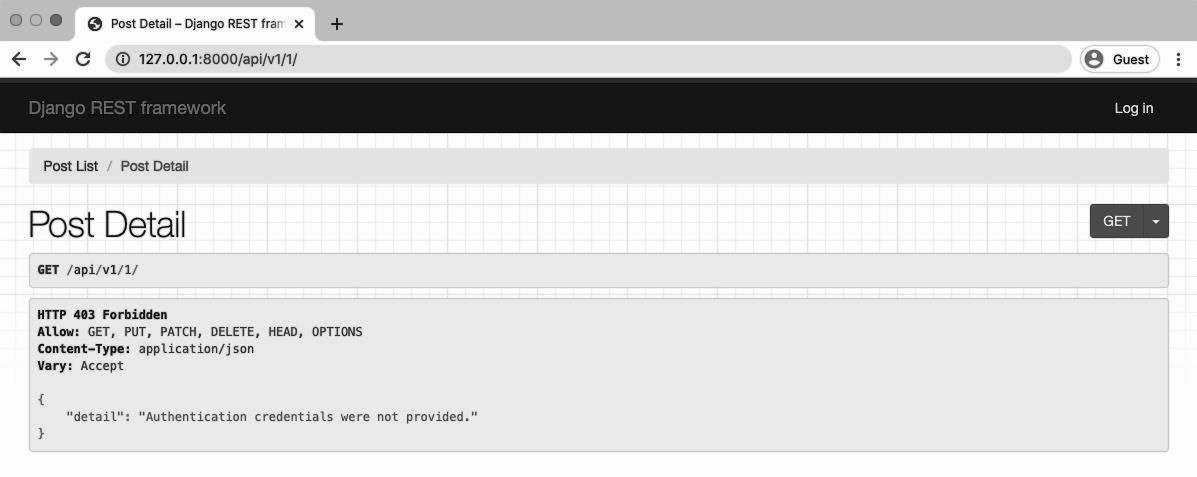 Post Detail – Django REST fram
127.0.0.1:8000/api/v1/1/
Guest
Django REST framework
Log in
Post List / Post Detail
Post Detail
GET
GET /api/v1/1/
HTTP 403 Forbidden
Allow: GET, PUT, PATCH, DELETE, HEAD, OPTIONS
Content-Type: application/json
Vary: Accept
{
    "detail": "Authentication credentials were not provided."
}